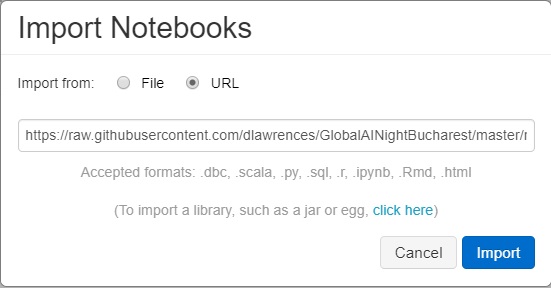 Import Notebooks
Import from: File URL
https://raw.githubusercontent.com/dlawrences/GlobalAINightBucharest/master/r
Accepted formats: .dbc, .scala, .py, .sql, .r, .ipynb, .Rmd, .html
(To import a library, such as a jar or egg, click here)
Cancel Import